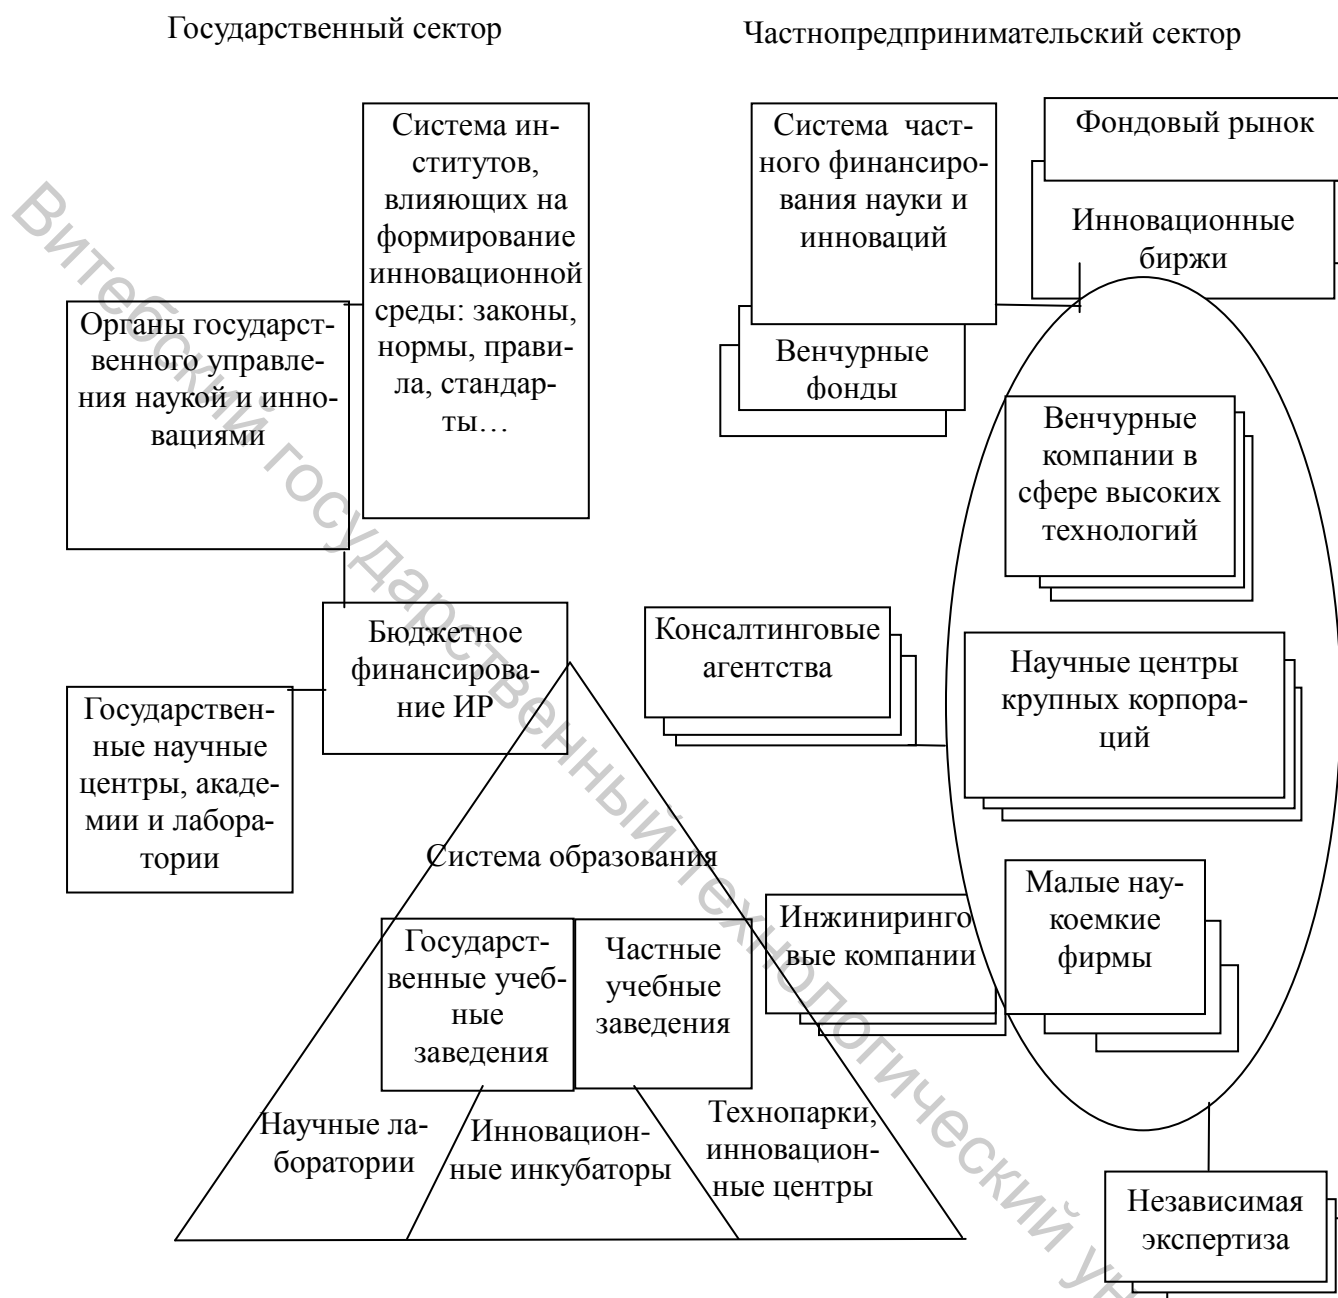 Государственный сектор
Частнопредпринимательский сектор
Система ин-
ститутов,
влияющих на
формирование
инновационной
среды: законы,
нормы, прави-
ла, стандар-
ты…
Органы государст-
венного управле-
ния наукой и инно-
вациями
Бюджетное
финансирова-
ние ИР
Государствен-
ные научные
центры, акаде-
мии и лабора-
тории
Система част-
ного финансиро-
вания науки и
инноваций
Венчурные
фонды
Фондовый рынок
Инновационные
биржи
Венчурные
компании в
сфере высоких
технологий
Консалтинговые
агентства
Научные центры
крупных корпора-
ций
Система образования
Государст-
венные учеб-
ные
заведения
Частные
учебные
заведения
Инжиниринго
вые компании
Малые нау-
коемкие
фирмы
Научные ла-
боратории
Инновацион-
ные инкубаторы
Технопарки,
инновацион-
ные центры
Независимая
экспертиза
Витебский государственный технологический ун